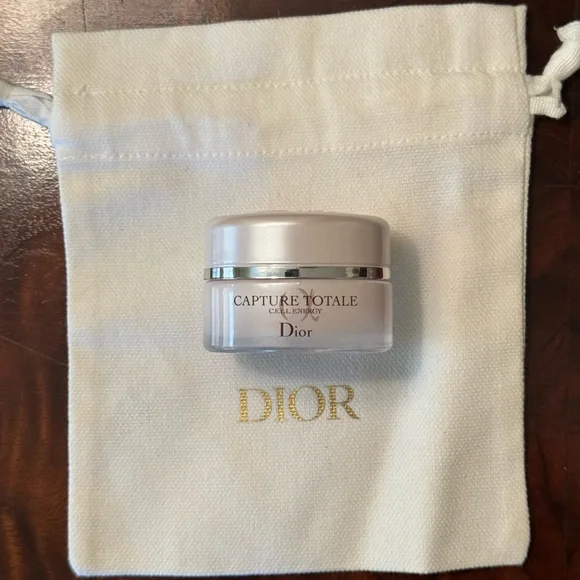 CAPTURE TOTALE
C.E.L.L. ENERGY
Dior
DIOR